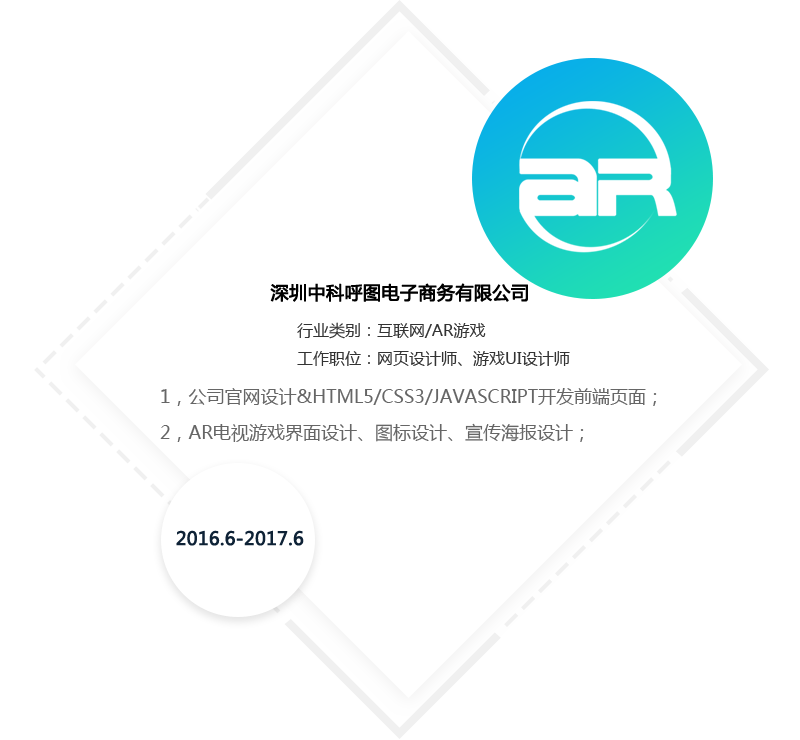 aR
深圳中科呼图电子商务有限公司
行业类别：互联网/AR游戏
工作职位：网页设计师、游戏UI设计师
1，公司官网设计&HTML5/CSS3/JAVASCRIPT开发前端页面；
2，AR电视游戏界面设计、图标设计、宣传海报设计；
2016.6-2017.6